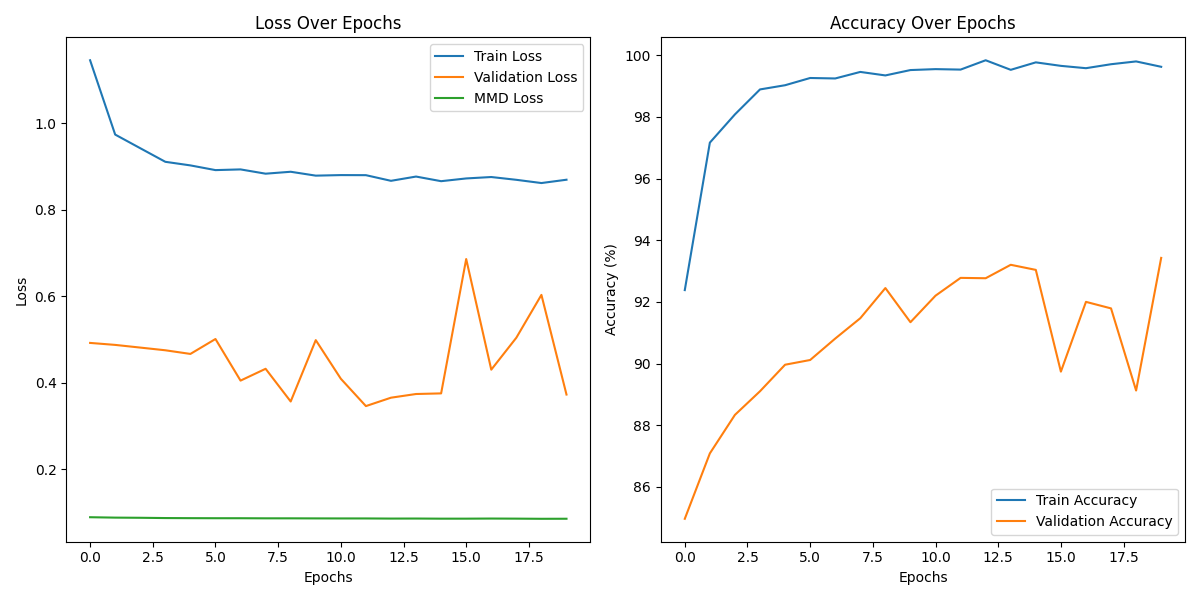 Loss Over Epochs
Train Loss
Validation Loss
MMD Loss
1.0
0.8
0.6
0.4
0.2
Loss
0.0 2.5 5.0 7.5 10.0 12.5 15.0 17.5
Epochs
Accuracy Over Epochs
100
98
96
94
92
90
88
86
Accuracy (%)
Train Accuracy
Validation Accuracy
0.0 2.5 5.0 7.5 10.0 12.5 15.0 17.5
Epochs